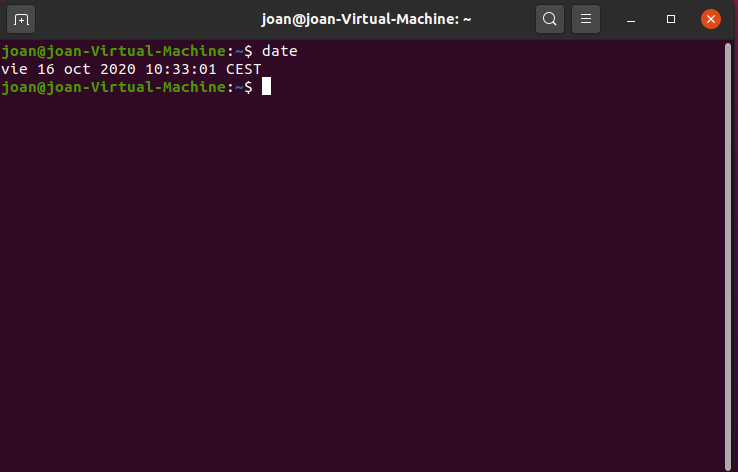 joan@joan-Virtual-Machine: ~
joan@joan-Virtual-Machine:~$ date
vie 16 oct 2020 10:33:01 CEST
joan@joan-Virtual-Machine:~$